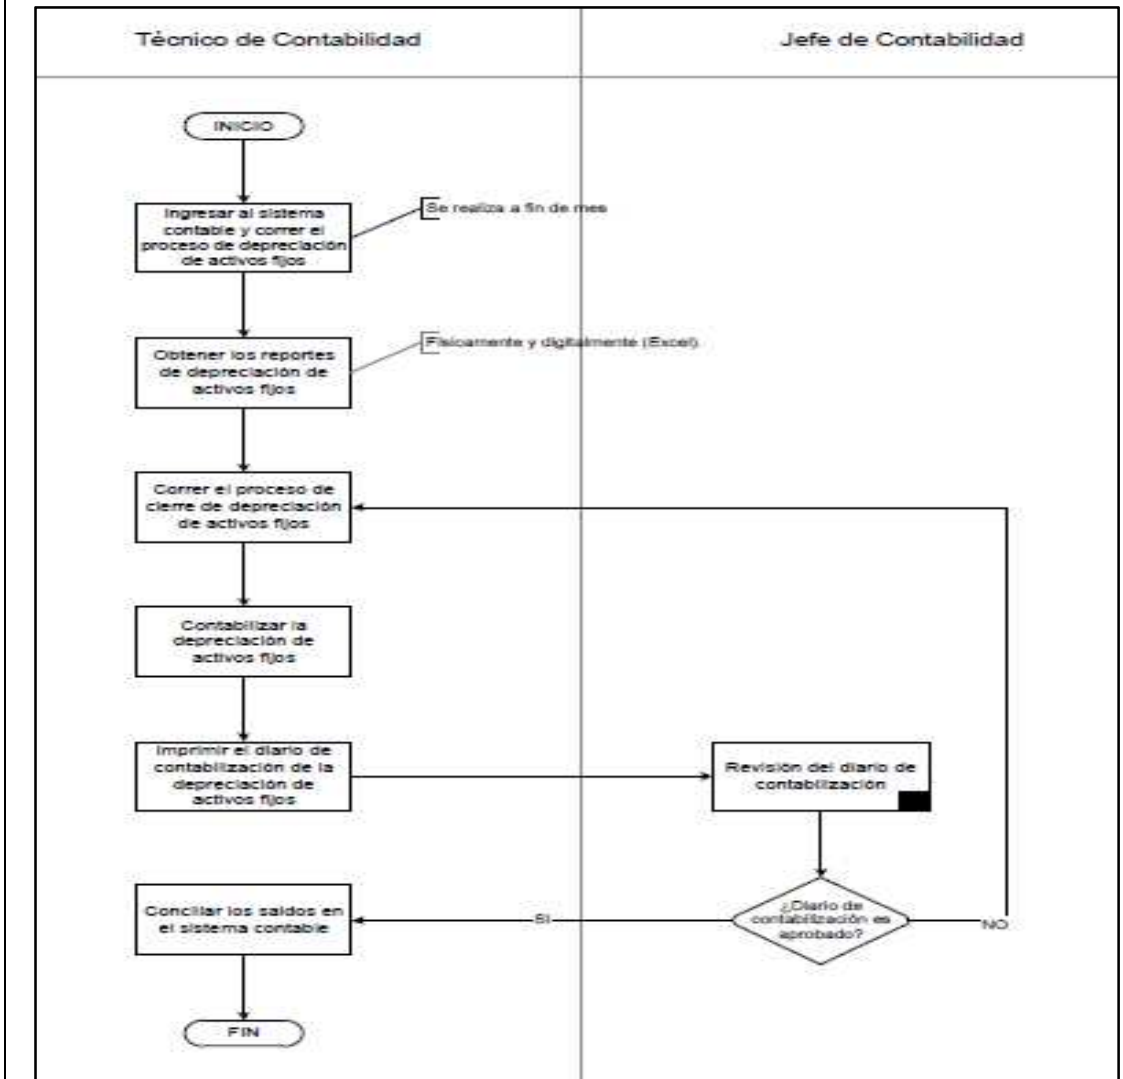 Técnico de Contabilidad
Jefe de Contabilidad
INICIO
Ingresar al sistema
contable y correr el
proceso de depreciación
de activos fijos
Se realiza a fin de mes
Obtener los reportes
de depreciación de
activos fijos
Físicamente y digitalmente (Excel)
Correr el proceso de
cierre de depreciación
de activos fijos
Contabilizar la
depreciación de
activos fijos
Imprimir el diario de
contabilización de la
depreciación de
activos fijos
Revisión del diario de
contabilización
¿Diario de
contabilización es
aprobado?
SI
NO
Conciliar los saldos en
el sistema contable
FIN